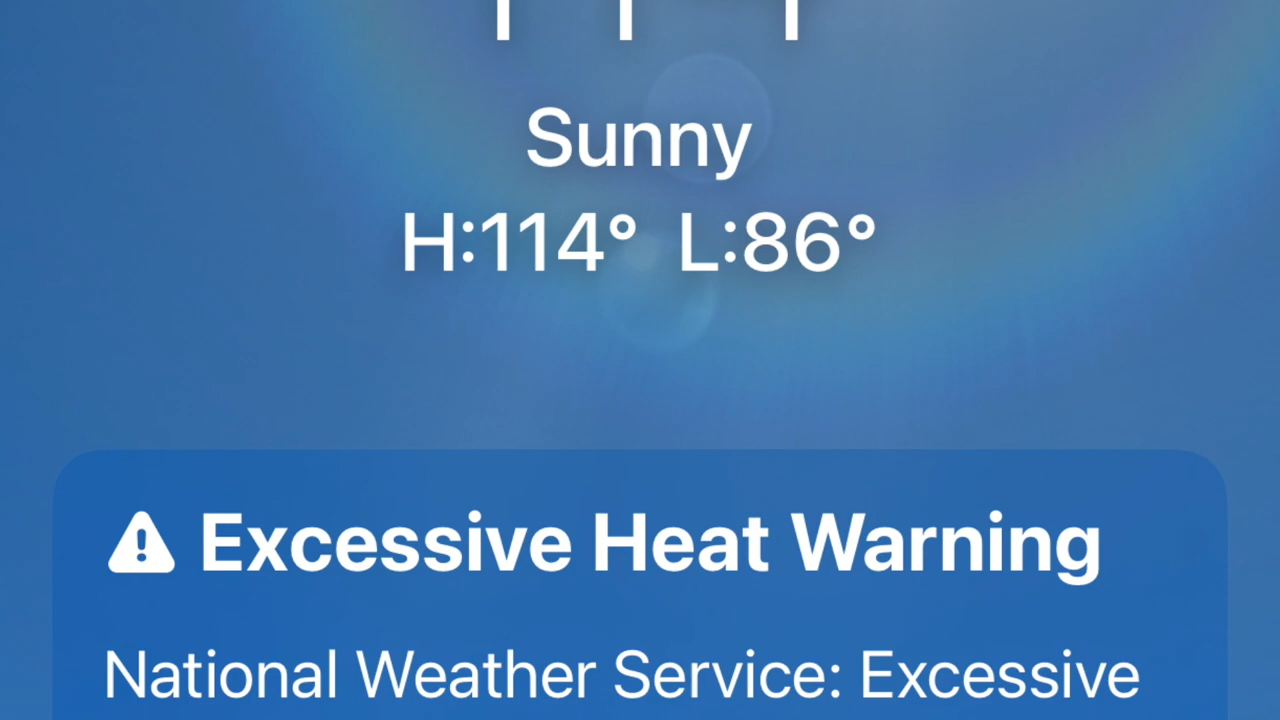 Sunny
H:114° L:86°
Excessive Heat Warning
National Weather Service: Excessive